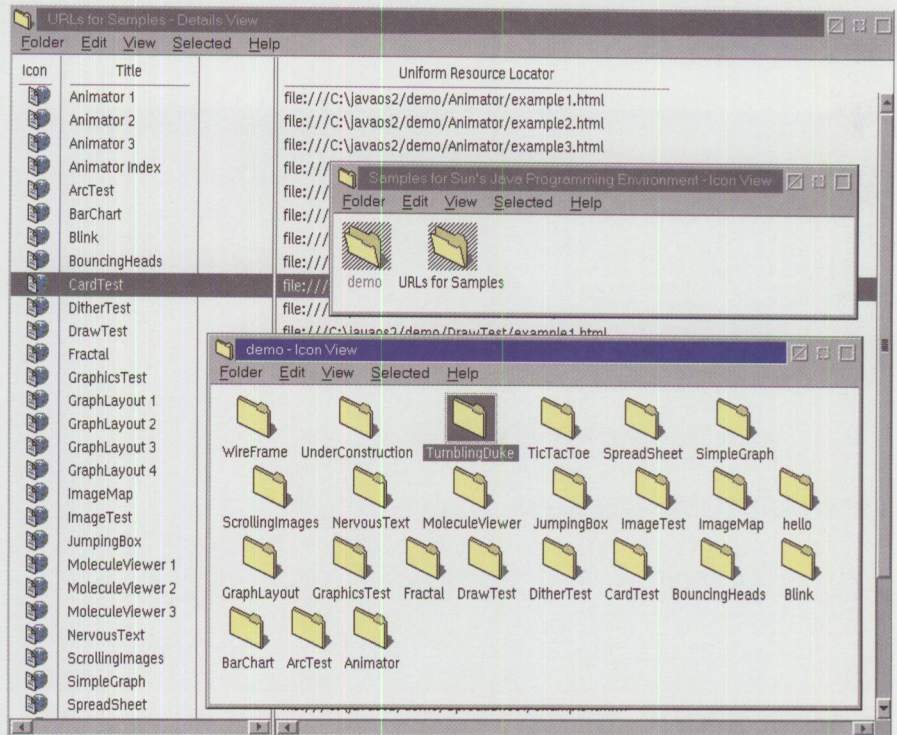 URLs for Samples - Details View
Folder Edit View Selected Help
Icon Title Uniform Resource Locator
Animator 1 file:///C:\javaos2/demo/Animator/example1.html
Animator 2 file:///C:\javaos2/demo/Animator/example2.html
Animator 3 file:///C:\javaos2/demo/Animator/example3.html
Animator Index file:///
ArcTest file:///
BarChart file:///
Blink file:///
BouncingHeads file:///
CardTest file:///
DitherTest file:///
DrawTest file:///C:\javaos2/demo/DrawTest/example1.html
Fractal
GraphicsTest
GraphLayout 1
GraphLayout 2
GraphLayout 3
GraphLayout 4
ImageMap
ImageTest
JumpingBox
MoleculeViewer 1
MoleculeViewer 2
MoleculeViewer 3
NervousText
ScrollingImages
SimpleGraph
SpreadSheet
Samples for Sun's Java Programming Environment - Icon View
Folder Edit View Selected Help
demo URLs for Samples
demo - Icon View
Folder Edit View Selected Help
WireFrame UnderConstruction TumblingDuke TicTacToe SpreadSheet SimpleGraph
ScrollingImages NervousText MoleculeViewer JumpingBox ImageTest ImageMap hello
GraphLayout GraphicsTest Fractal DrawTest DitherTest CardTest BouncingHeads Blink
BarChart ArcTest Animator